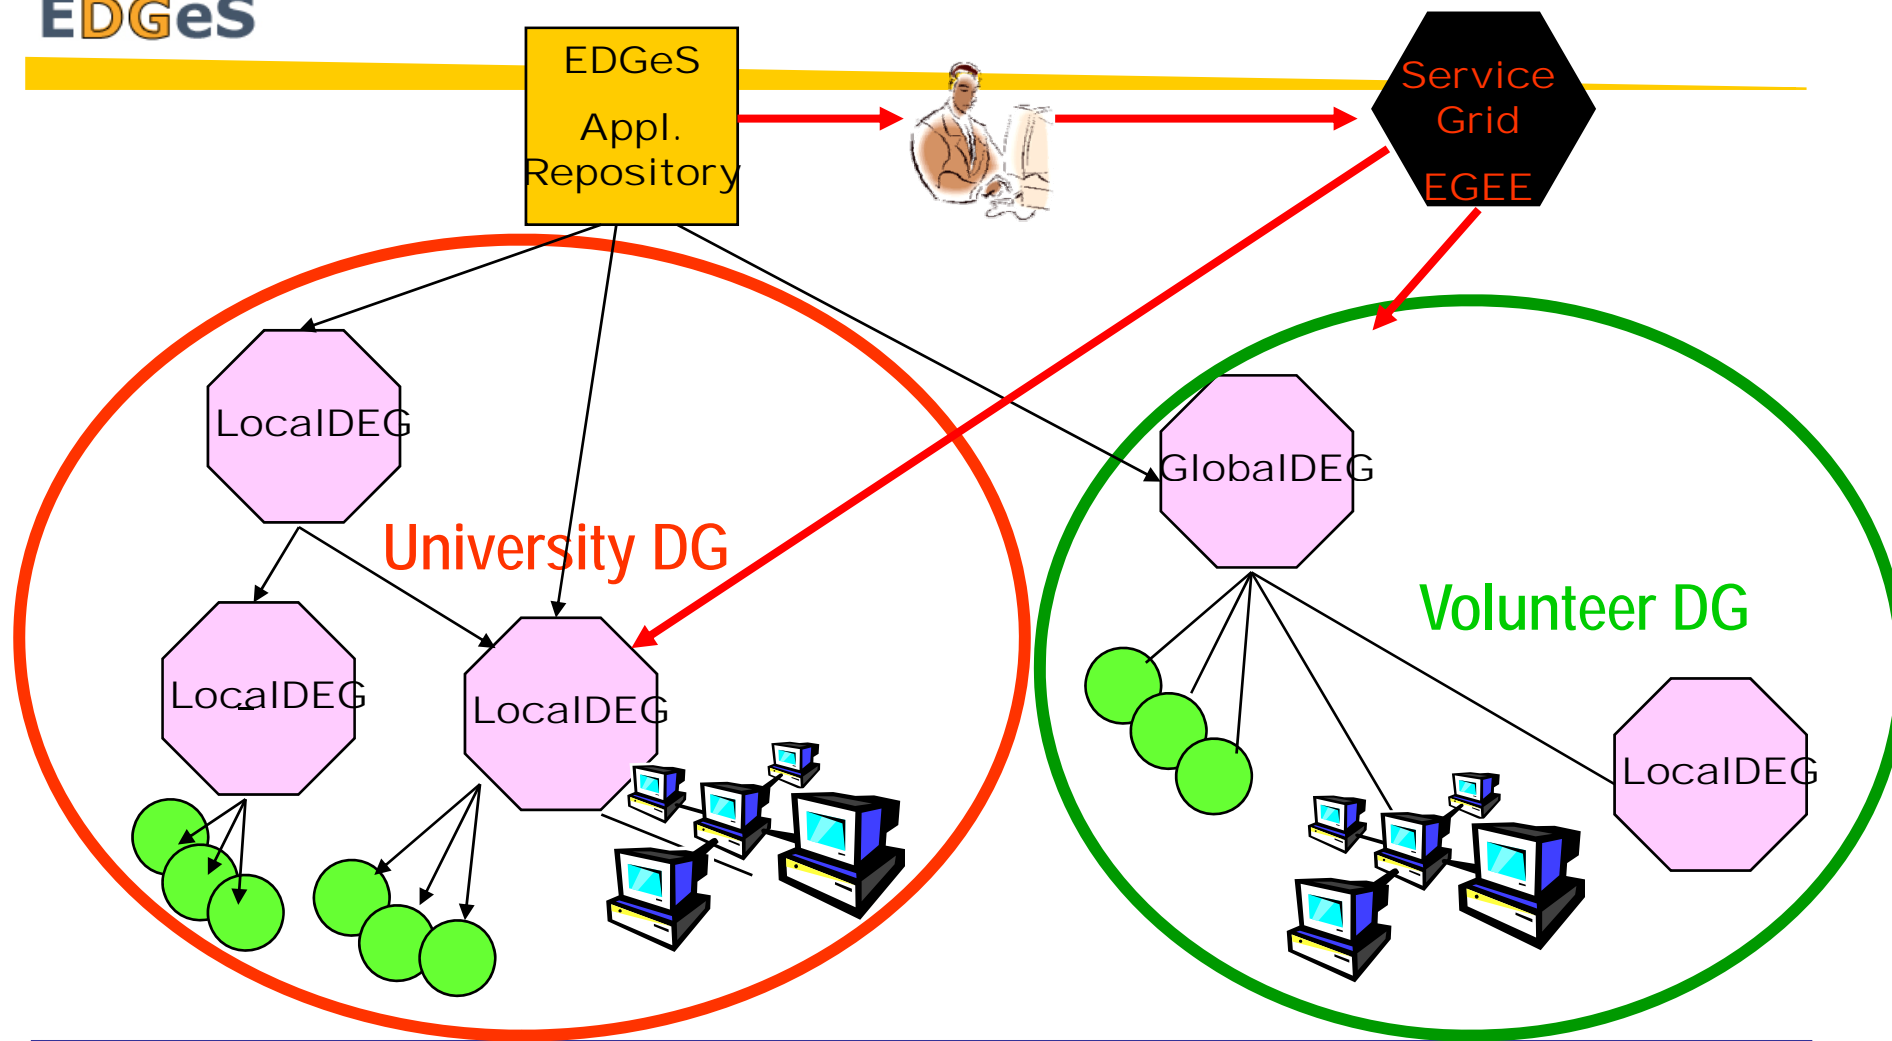 EDGeS
EDGeS
Appl.
Repository
Service
Grid
EGEE
LocalDEG
GlobalDEG
University DG
Volunteer DG
LocalDEG
LocalDEG
LocalDEG